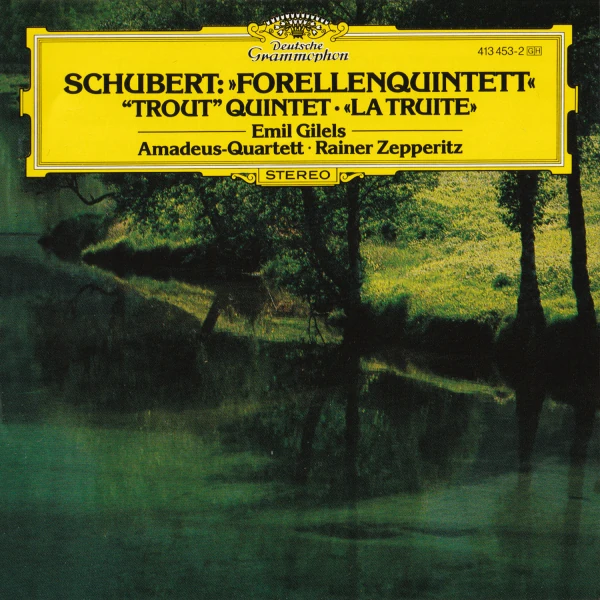 Deutsche
Grammophon
413 453-2 GH
SCHUBERT: »FORELLENQUINTETT«
“TROUT” QUINTET · «LA TRUITE»
Emil Gilels
Amadeus-Quartett · Rainer Zepperitz
STEREO